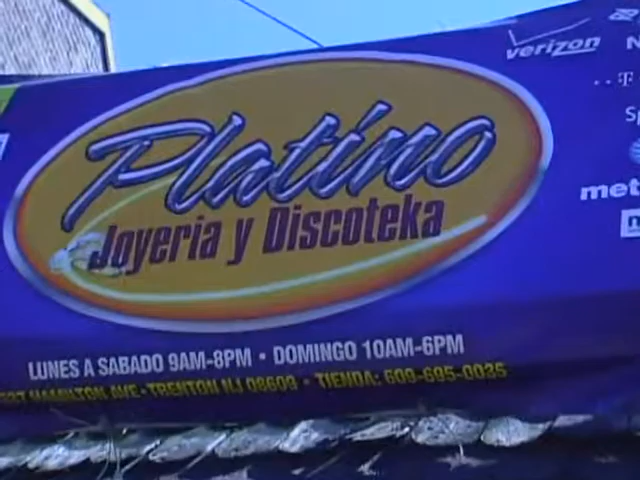 verizon
Platino
Joyeria y Discoteka
LUNES A SABADO 9AM-8PM • DOMINGO 10AM-6PM
HAMILTON AVE•TRENTON NJ 08609 • TIENDA: 609-695-0035